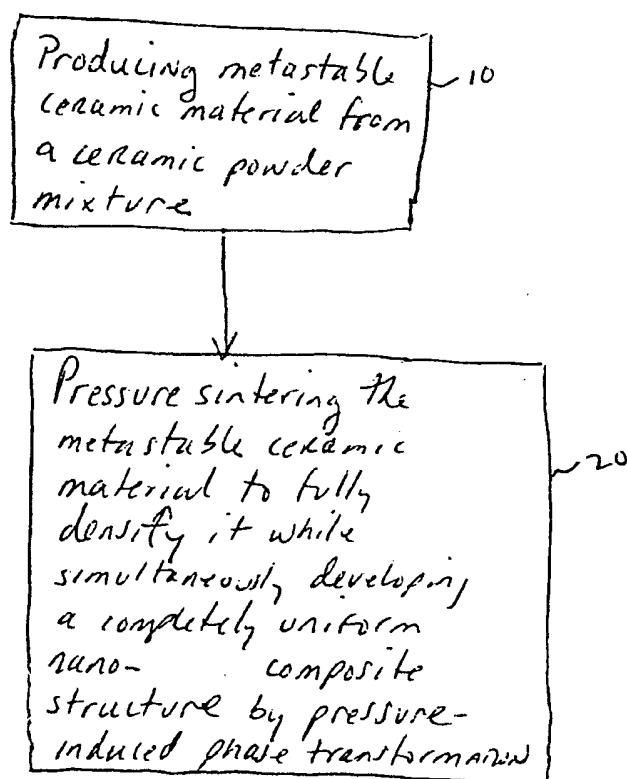 Producing metastable
ceramic material from
a ceramic powder
mixture
10
Pressure sintering the
metastable ceramic
material to fully
densify it while
simultaneously developing
a completely uniform
nano- composite
structure by pressure-
induced phase transformation
20